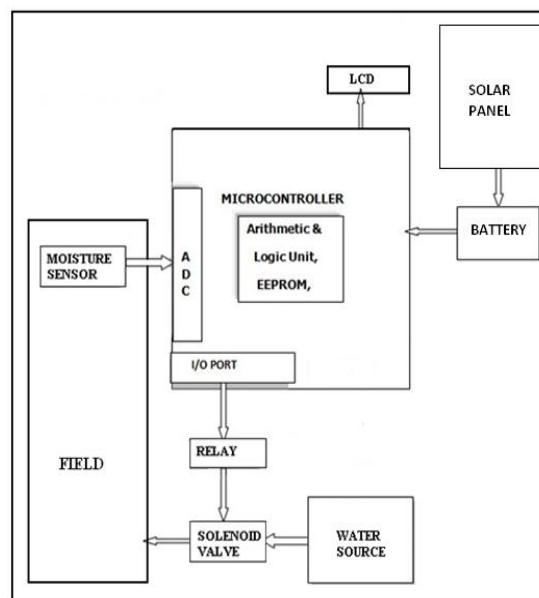 LCD
SOLAR
PANEL
MICROCONTROLLER
Arithmetic &
Logic Unit,
EEPROM,
BATTERY
MOISTURE
SENSOR
A
D
C
I/O PORT
RELAY
FIELD
SOLENOID
VALVE
WATER
SOURCE